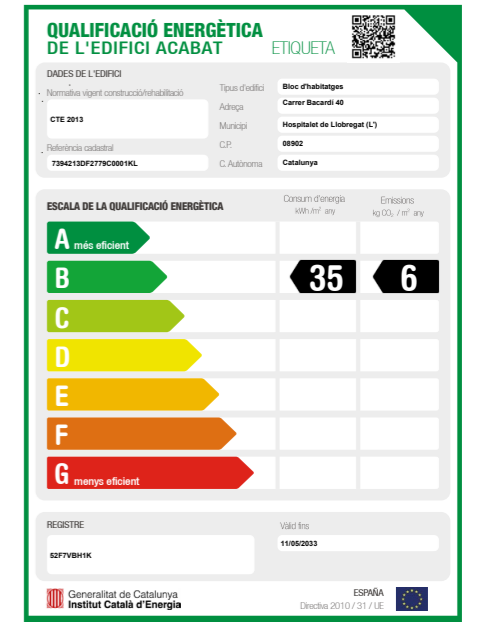 QUALIFICACIÓ ENERGÈTICA
DE L'EDIFICI ACABAT ETIQUETA
DADES DE L'EDIFICI
Normativa vigent construcció/rehabilitació
CTE 2013
Referència cadastral
7394213DF2779C0001KL
Tipus d'edifici Bloc d'habitatges
Adreça Carrer Bacardí 40
Municipi Hospitalet de Llobregat (L')
C.P. 08902
C. Autònoma Catalunya
ESCALA DE LA QUALIFICACIÓ ENERGÈTICA
Consum d'energia
kWh /m² any
Emissions
kg CO₂ / m² any
A més eficient
B 35 6
C
D
E
F
G menys eficient
REGISTRE
52F7VBH1K
Vàlid fins
11/05/2033
Generalitat de Catalunya
Institut Català d'Energia
ESPAÑA
Directiva 2010 / 31 / UE